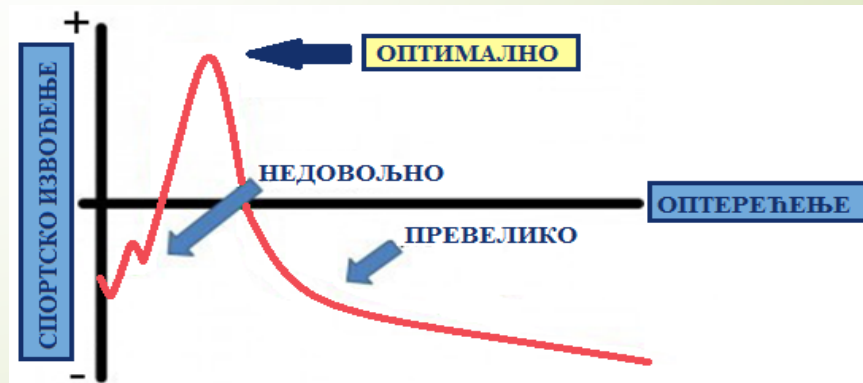 +
ОПТИМАЛНО
СПОРТСКО ИЗВОЂЕЊЕ
НЕДОВОЉНО
ОПТЕРЕЋЕЊЕ
ПРЕВЕЛИКО
-